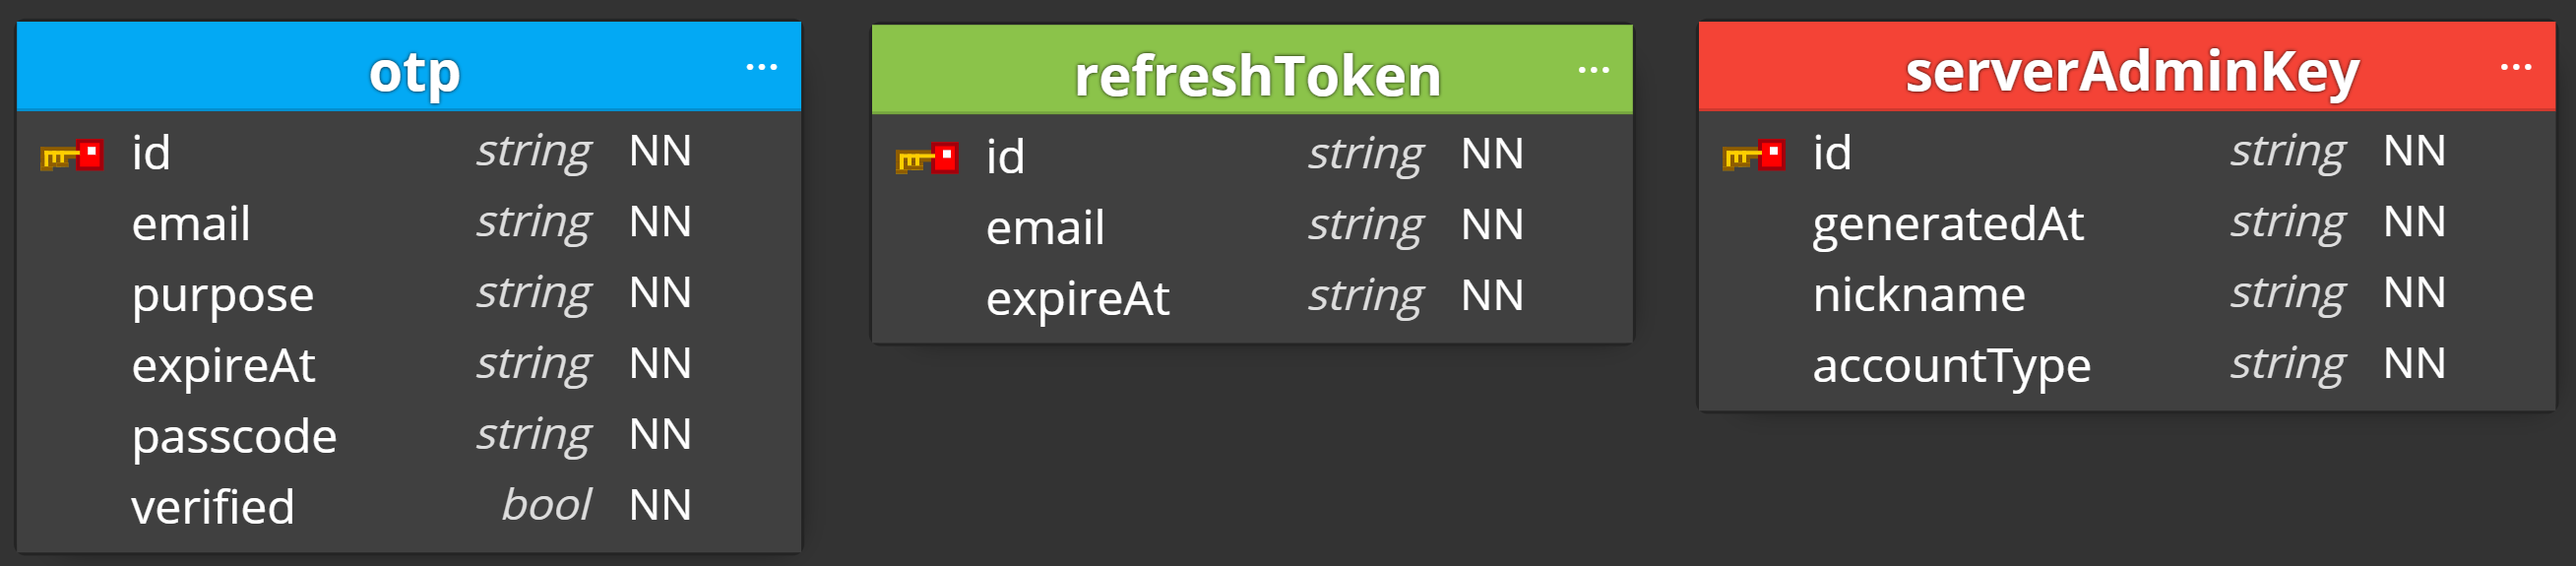 otp ...
id string NN
email string NN
purpose string NN
expireAt string NN
passcode string NN
verified bool NN
refreshToken ...
id string NN
email string NN
expireAt string NN
serverAdminKey ...
id string NN
generatedAt string NN
nickname string NN
accountType string NN